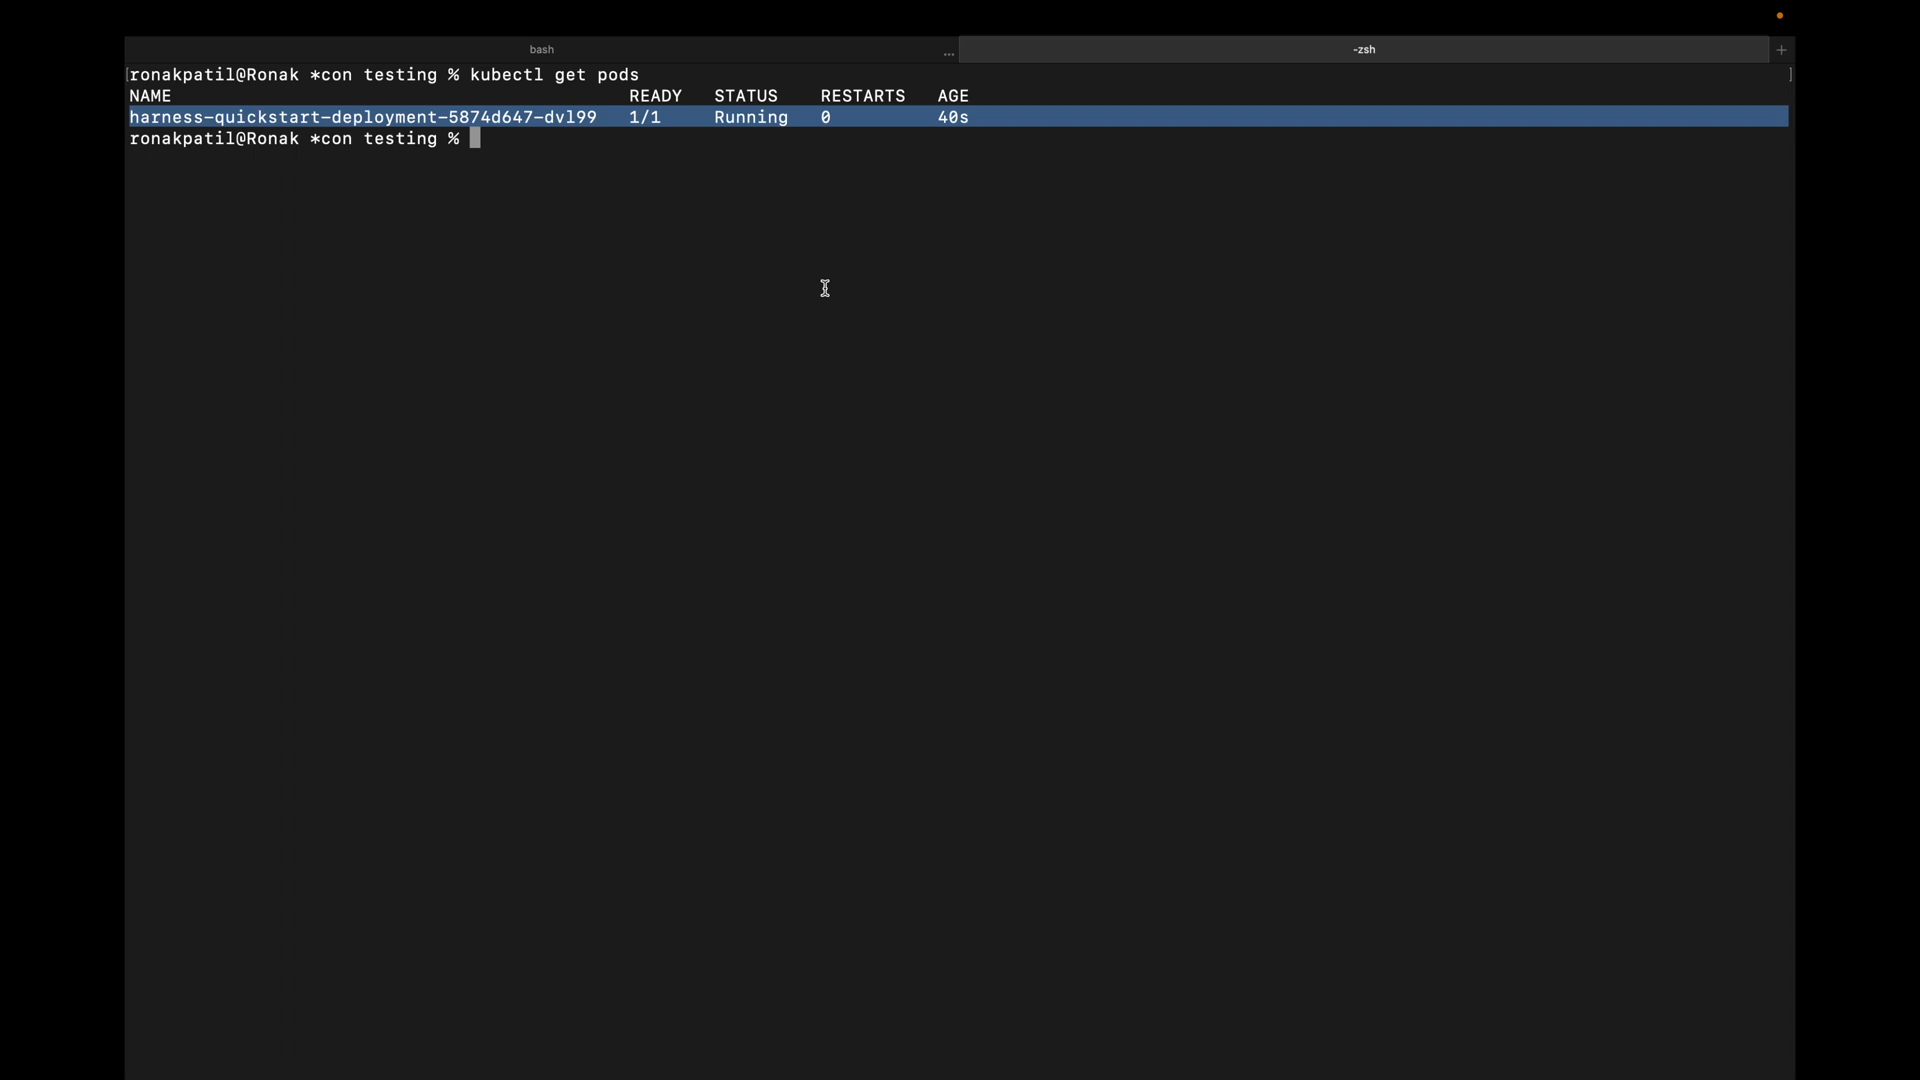 bash ... -zsh +
[ronakpatil@Ronak *con testing % kubectl get pods ]
NAME READY STATUS RESTARTS AGE
harness-quickstart-deployment-5874d647-dvl99 1/1 Running 0 40s
ronakpatil@Ronak *con testing %